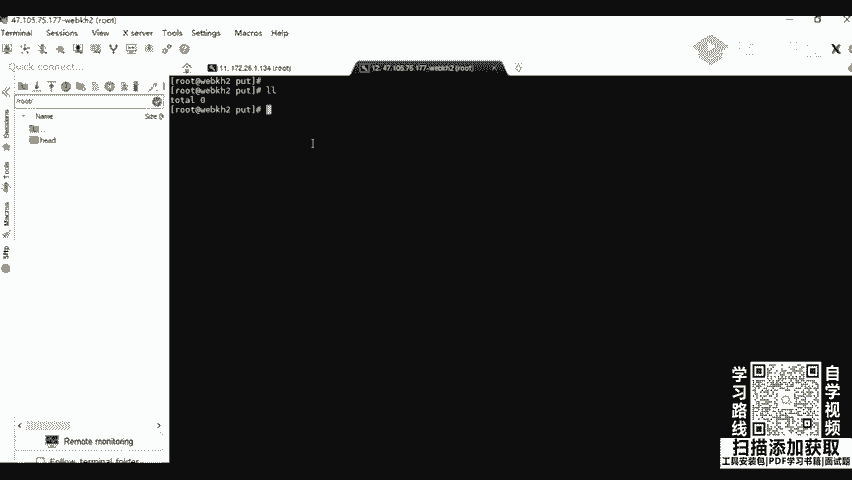 47.105.75.177-webkh2 (root)
Terminal Sessions View X server Tools Settings Macros Help
Quick connect...
11. 172.26.1.134 (root)
12. 47.105.75.177-webkh2 (root)
/root/
Name
Size (
..
head
Sessions
Tools
Macros
Sftp
[root@webkh2 put]#
[root@webkh2 put]# ll
total 0
[root@webkh2 put]#
Remote monitoring
Follow terminal folder
学习路线
自学视频
扫描添加获取
工具安装包|PDF学习书籍|面试题